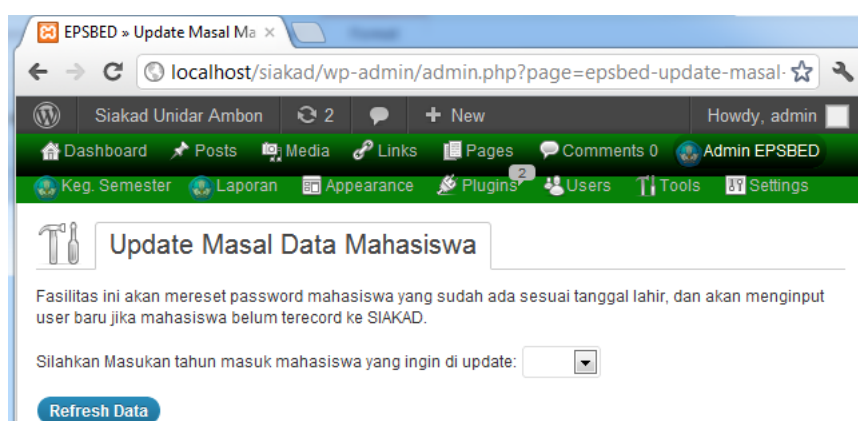 EPSBED » Update Masal Ma
localhost/siakad/wp-admin/admin.php?page=epsbed-update-masal-
Siakad Unidar Ambon 2 + New Howdy, admin
Dashboard Posts Media Links Pages Comments 0 Admin EPSBED
Keg. Semester Laporan Appearance Plugins 2 Users Tools Settings
Update Masal Data Mahasiswa
Fasilitas ini akan mereset password mahasiswa yang sudah ada sesuai tanggal lahir, dan akan menginput
user baru jika mahasiswa belum terecord ke SIAKAD.
Silahkan Masukan tahun masuk mahasiswa yang ingin di update:
Refresh Data